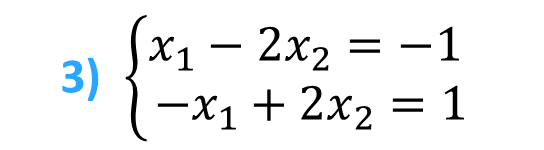 3) { x₁ − 2x₂ = −1
−x₁ + 2x₂ = 1